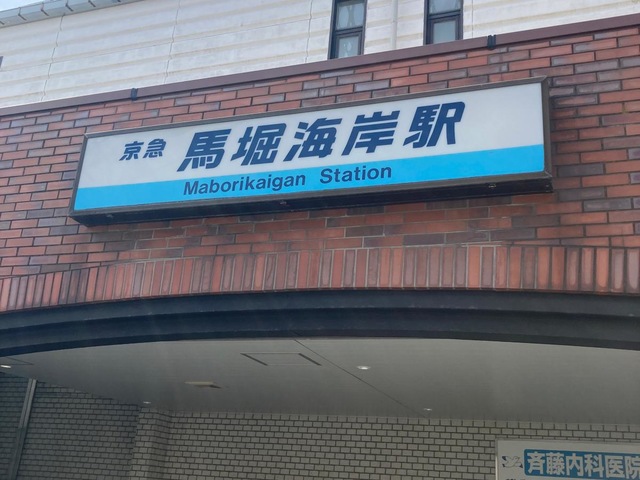 京急 馬堀海岸駅
Maborikaigan Station
斉藤内科医院